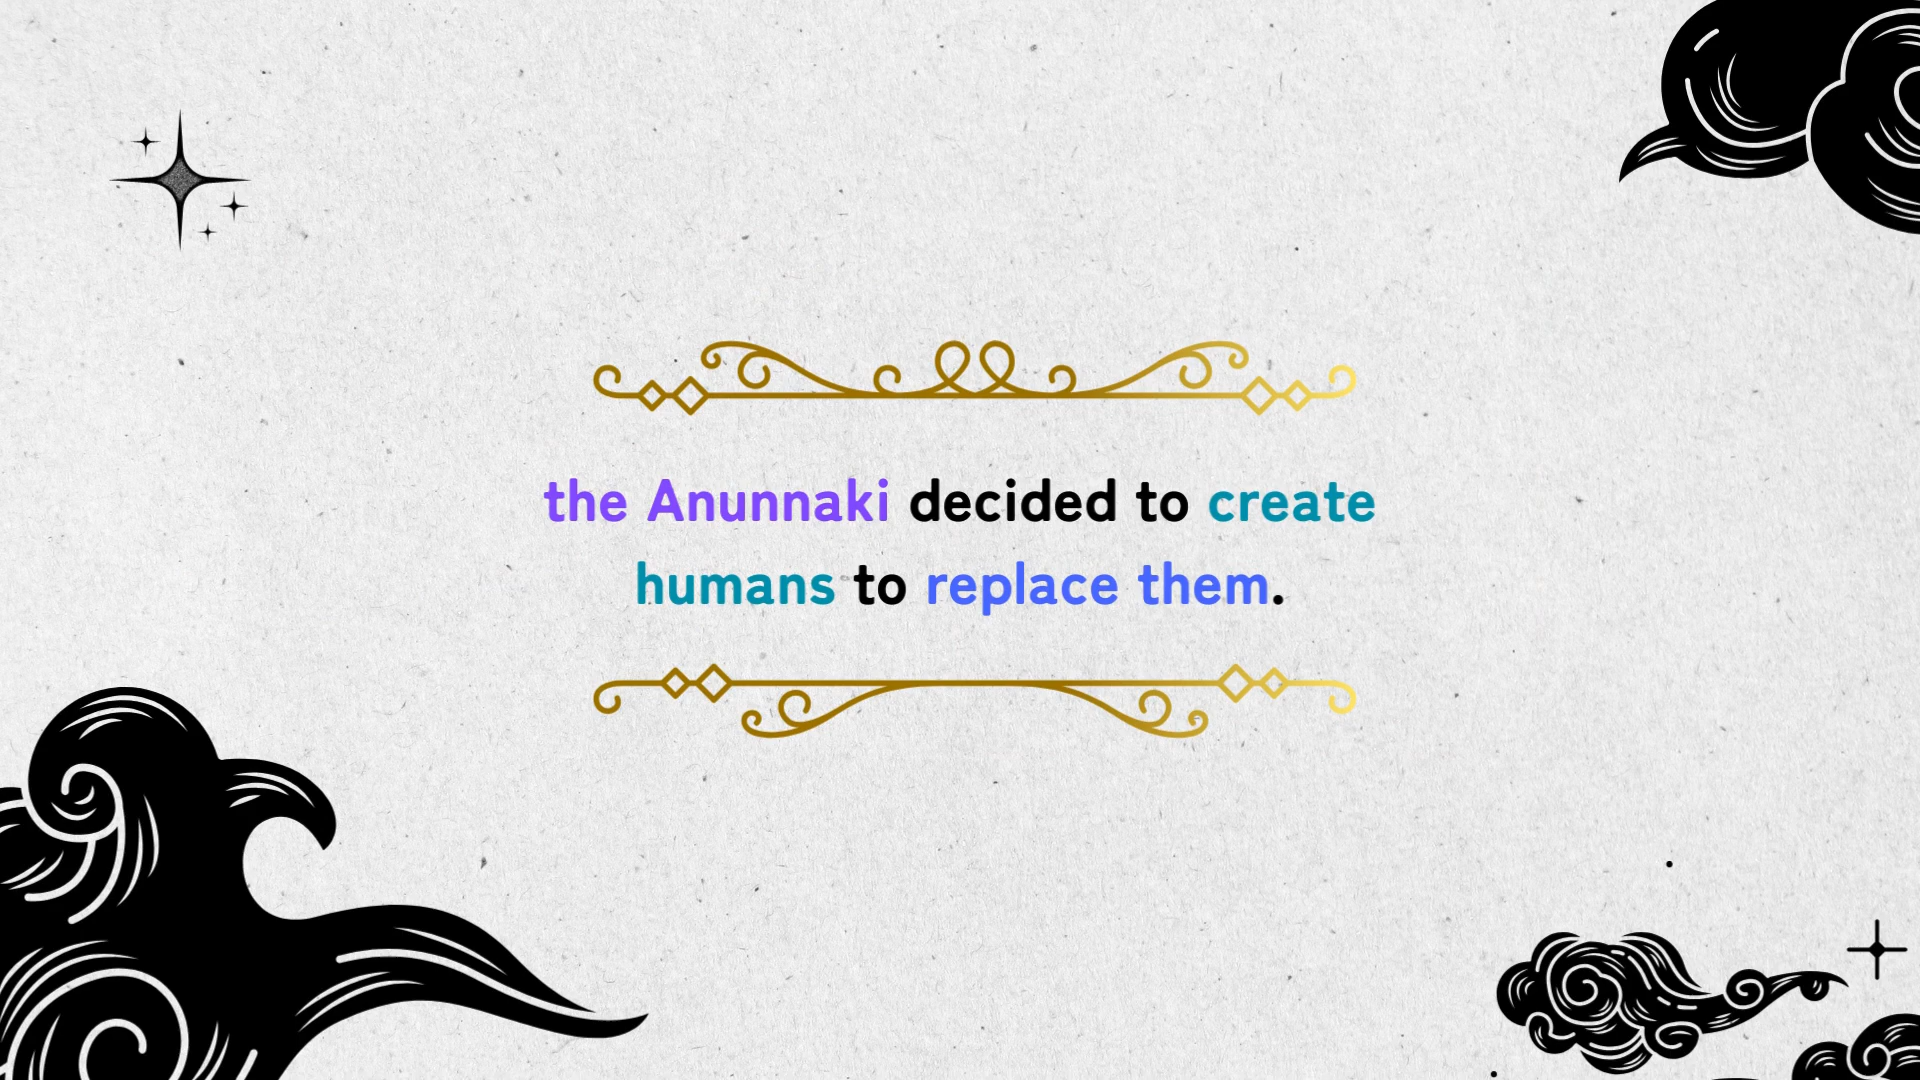 the Anunnaki decided to create
humans to replace them.